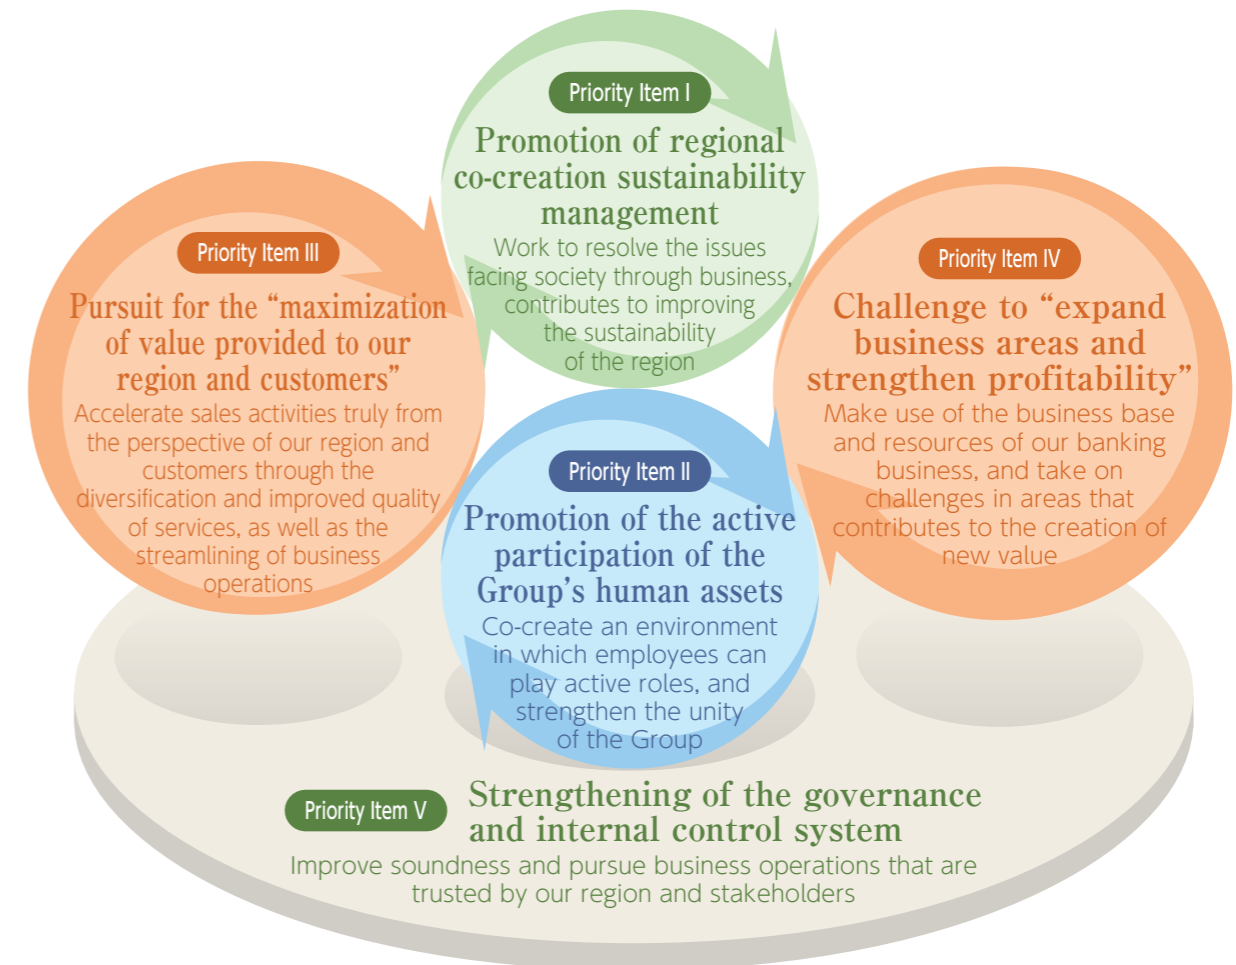 Priority Item I
Promotion of regional
co-creation sustainability
management
Work to resolve the issues
facing society through business,
contributes to improving
the sustainability
of the region
Priority Item III
Pursuit for the “maximization
of value provided to our
region and customers”
Accelerate sales activities truly from
the perspective of our region and
customers through the
diversification and improved quality
of services, as well as the
streamlining of business
operations
Priority Item IV
Challenge to “expand
business areas and
strengthen profitability”
Make use of the business base
and resources of our banking
business, and take on
challenges in areas that
contributes to the creation of
new value
Priority Item II
Promotion of the active
participation of the
Group’s human assets
Co-create an environment
in which employees can
play active roles, and
strengthen the unity
of the Group
Priority Item V
Strengthening of the governance
and internal control system
Improve soundness and pursue business operations that are
trusted by our region and stakeholders